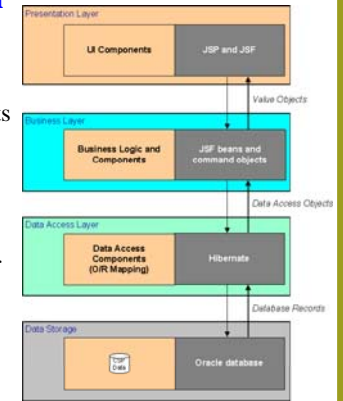 Presentation Layer
UI Components
JSP and JSF
Value Objects
Business Layer
Business Logic and
Components
JSF beans and
command objects
Data Access Objects
Data Access Layer
Data Access
Components
(O/R Mapping)
Hibernate
Database Records
Data Storage
Data
Oracle database